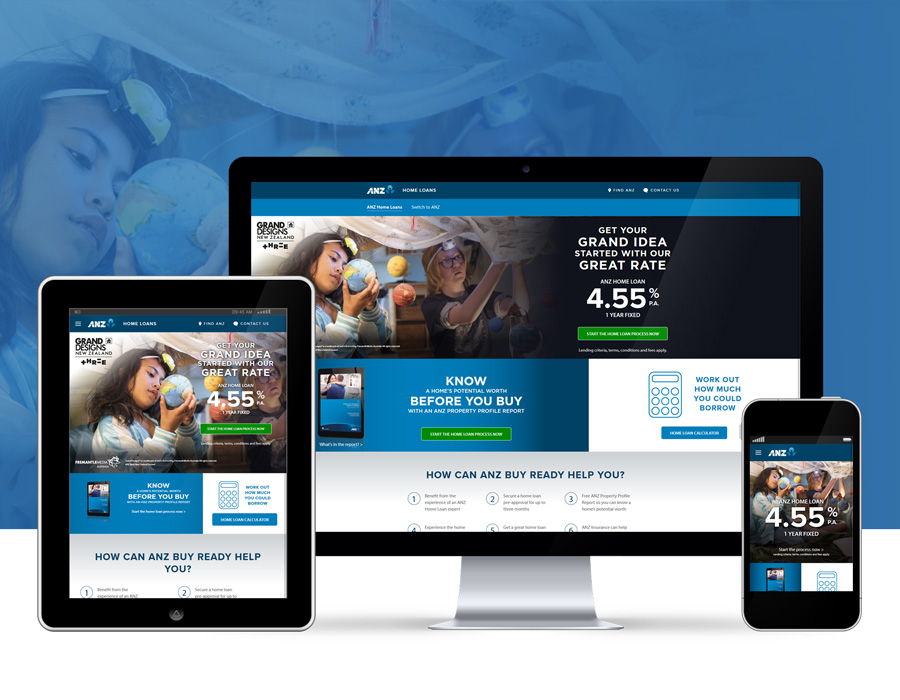 ANZ HOME LOANS
FIND ANZ
CONTACT US
ANZ Home Loans
Switch to ANZ
GRAND
DESIGNS
NEW ZEALAND
GET YOUR
GRAND IDEA
STARTED WITH OUR
GREAT RATE
ANZ HOME LOAN
4.55% P.A.
1 YEAR FIXED
START THE HOME LOAN PROCESS NOW
Lending criteria, terms, conditions and fees apply.
KNOW
A HOME'S POTENTIAL WORTH
BEFORE YOU BUY
WITH AN ANZ PROPERTY PROFILE REPORT
START THE HOME LOAN PROCESS NOW
What's in the report? >
WORK OUT
HOW MUCH
YOU COULD
BORROW
HOME LOAN CALCULATOR
HOW CAN ANZ BUY READY HELP YOU?
1 Benefit from the
experience of an ANZ
Home Loan expert
2 Secure a home loan
pre-approval for up to
three months
3 Free ANZ Property Profile
Report so you can know a
home's potential worth
4 Experience the home
5 Get a great home loan
6 ANZ Insurance can help
09:45 AM
ANZ HOME LOANS
FIND ANZ
CONTACT US
GRAND
DESIGNS
NEW ZEALAND
GET YOUR
GRAND IDEA
STARTED WITH OUR
GREAT RATE
ANZ HOME LOAN
4.55% P.A.
1 YEAR FIXED
START THE HOME LOAN PROCESS NOW
Lending criteria, terms, conditions and fees apply.
FREMANTLEMEDIA
KNOW
A HOME'S POTENTIAL WORTH
BEFORE YOU BUY
WITH AN ANZ PROPERTY PROFILE REPORT
Start the home loan process now >
WORK OUT
HOW MUCH
YOU COULD
BORROW
HOME LOAN CALCULATOR
HOW CAN ANZ BUY READY HELP
YOU?
1 Benefit from the
experience of an ANZ
2 Secure a home loan
pre-approval for up to
ANZ
ANZ HOME LOAN
4.55% P.A.
1 YEAR FIXED
Start the process now >
Lending criteria, terms, conditions and fees apply.